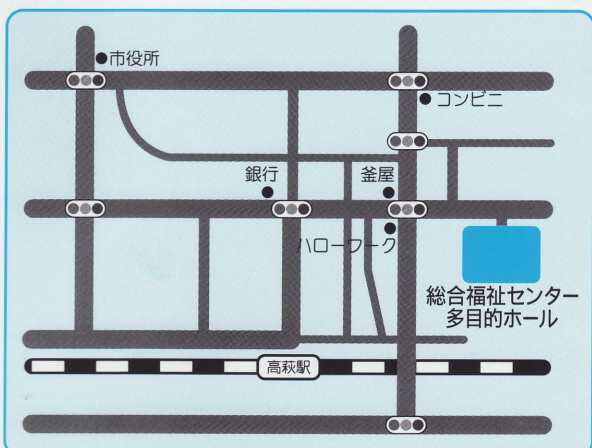 市役所
コンビニ
銀行
釜屋
ハローワーク
総合福祉センター
多目的ホール
高萩駅